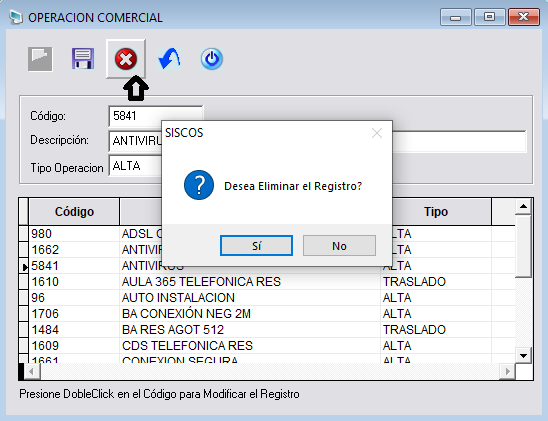 OPERACION COMERCIAL
Código: 5841
Descripción: ANTIVIRU
Tipo Operacion ALTA
SISCOS
Desea Eliminar el Registro?
Sí No
Código Tipo
980 ADSL C ALTA
1662 ANTIVIR ALTA
5841 ANTIVIRUS ALTA
1610 AULA 365 TELEFONICA RES TRASLADO
96 AUTO INSTALACION ALTA
1706 BA CONEXIÓN NEG 2M ALTA
1484 BA RES AGOT 512 TRASLADO
1609 CDS TELEFONICA RES ALTA
1661 CONEXION SEGURA ALTA
Presione DobleClick en el Código para Modificar el Registro